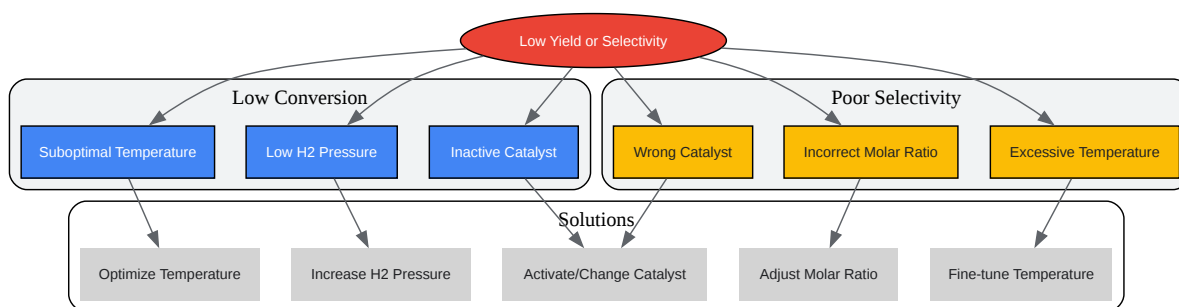 Low Yield or Selectivity
Low Conversion
Poor Selectivity
Suboptimal Temperature
Low H2 Pressure
Inactive Catalyst
Wrong Catalyst
Incorrect Molar Ratio
Excessive Temperature
Solutions
Optimize Temperature
Increase H2 Pressure
Activate/Change Catalyst
Adjust Molar Ratio
Fine-tune Temperature